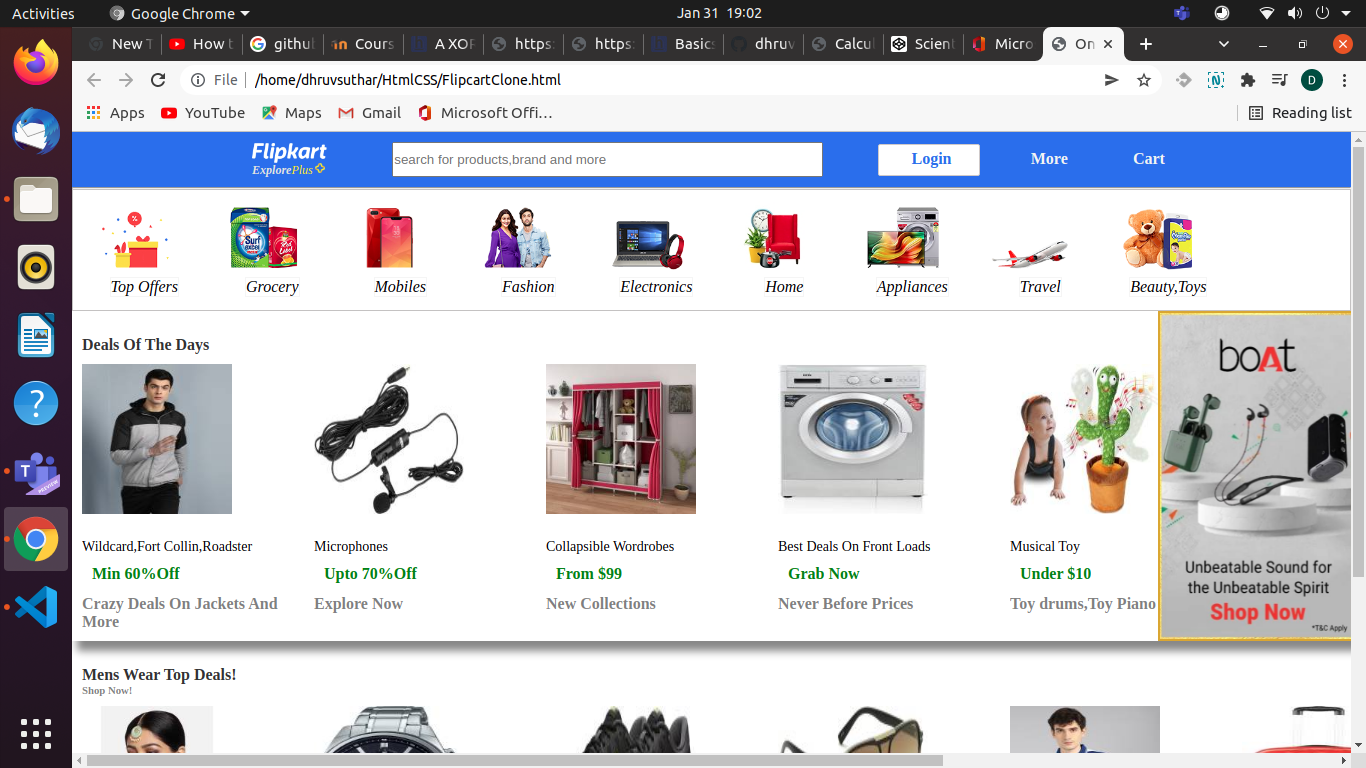 Activities Google Chrome Jan 31 19:02
New T How t githul Cours A XOF https: https: Basics dhruv Calcul Scient Micro On
File /home/dhruvsuthar/HtmlCSS/FlipcartClone.html D
Apps YouTube Maps Gmail Microsoft Offi… Reading list
Flipkart search for products,brand and more Login More Cart
ExplorePlus
Top Offers Grocery Mobiles Fashion Electronics Home Appliances Travel Beauty,Toys
Deals Of The Days
boAt
Wildcard,Fort Collin,Roadster Microphones Collapsible Wordrobes Best Deals On Front Loads Musical Toy
Min 60%Off Upto 70%Off From $99 Grab Now Under $10
Crazy Deals On Jackets And More Explore Now New Collections Never Before Prices Toy drums,Toy Piano
Unbeatable Sound for
the Unbeatable Spirit
Shop Now
*T&C Apply
Mens Wear Top Deals!
Shop Now!
Surf excel
Red Label
PREVIEW